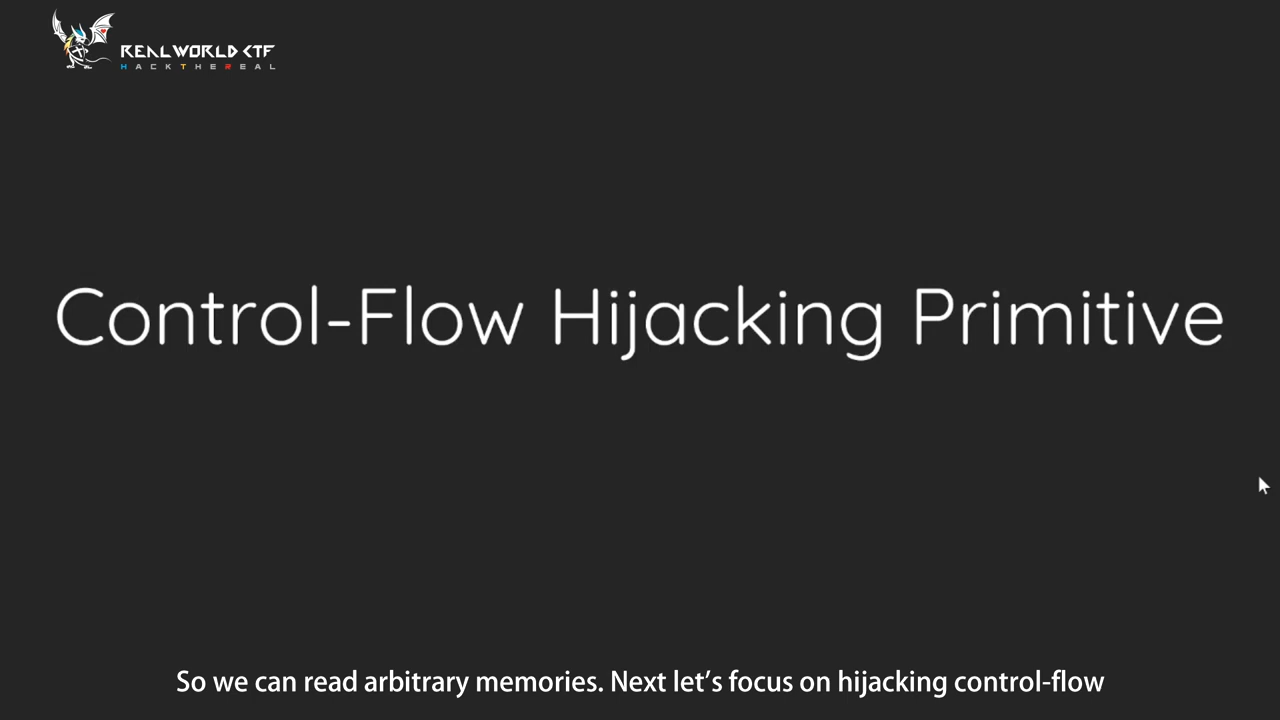 REALWORLD CTF
HACKTHEREAL
Control-Flow Hijacking Primitive
So we can read arbitrary memories. Next let's focus on hijacking control-flow